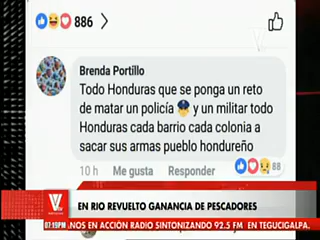 886
V
Brenda Portillo
Todo Honduras que se ponga un reto
de matar un policía 👮 y un militar todo
Honduras cada barrio cada colonia a
sacar sus armas pueblo hondureño
10 h Me gusta Responder 88
EN RIO REVUELTO GANANCIA DE PESCADORES
07:19PM NOS EN ACCIÓN RADIO SINTONIZANDO 92.5 FM EN TEGUCIGALPA.